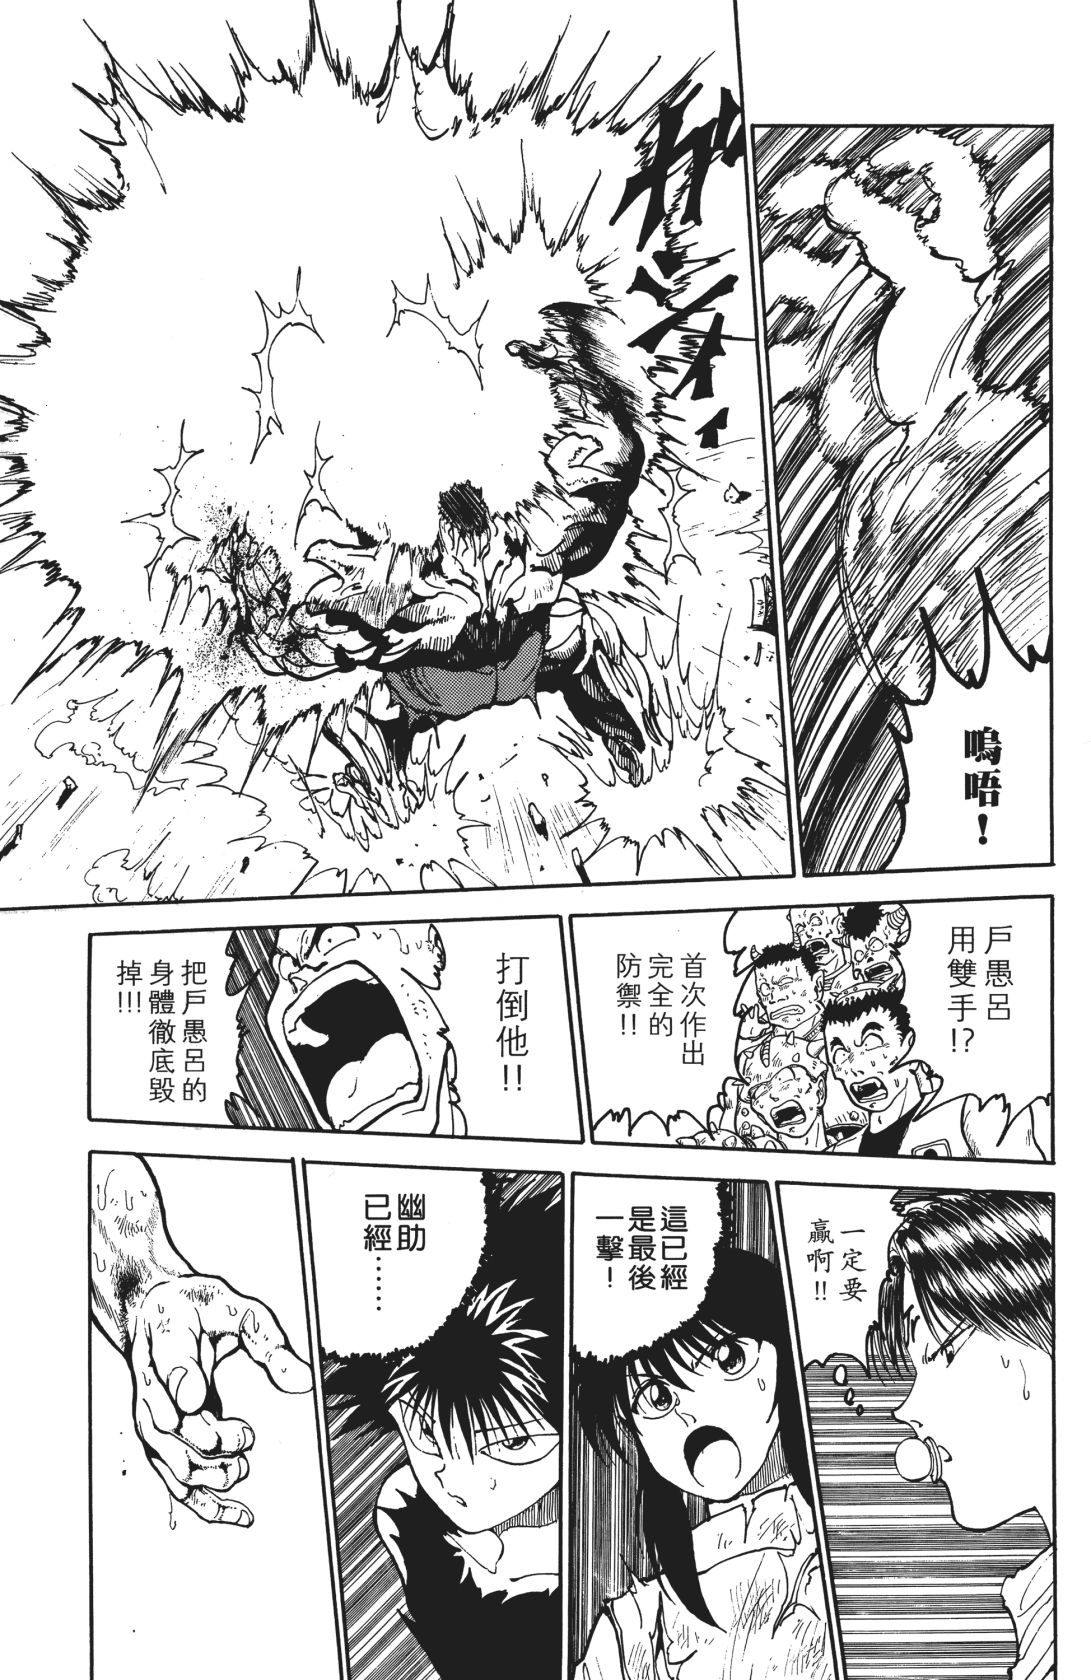 嗚唔！
ガガイィ
戶愚呂
用雙手!?
首次作出
完全的
防禦!!
打倒他!!
把戶愚呂的
身體徹底毀
掉!!!
一定要
贏啊!!
這已經
是最後
一擊！
幽助
已經……